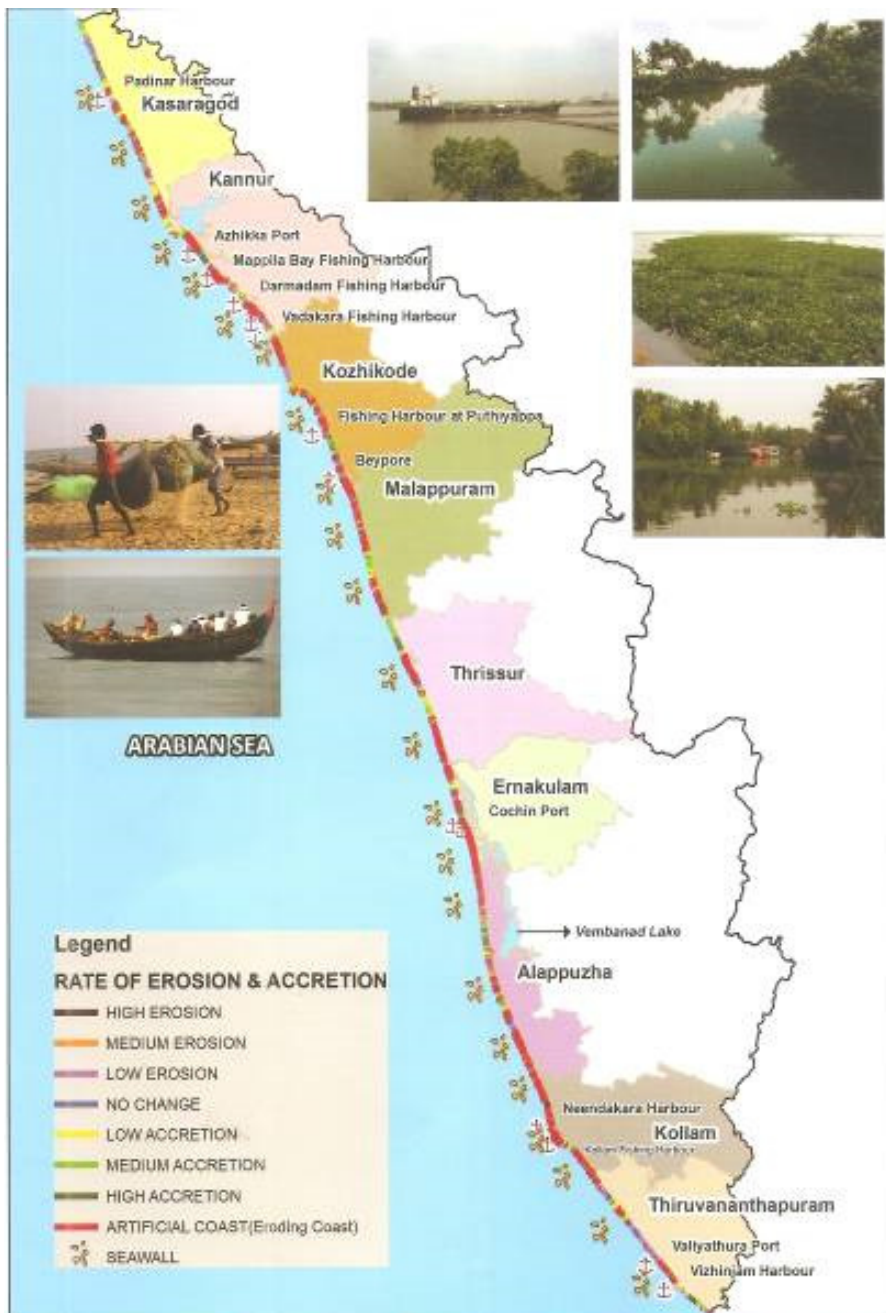 Padinar Harbour
Kasaragod
Kannur
Azhikka Port
Mappila Bay Fishing Harbour
Darmadam Fishing Harbour
Vadakara Fishing Harbour
Kozhikode
Fishing Harbour at Puthiyappa
Beypore
Malappuram
Thrissur
ARABIAN SEA
Ernakulam
Cochin Port
Vembanad Lake
Alappuzha
Neendakara Harbour
Kollam
Kollam Fishing Harbour
Thiruvananthapuram
Valiyathura Port
Vizhinjam Harbour
Legend
RATE OF EROSION & ACCRETION
HIGH EROSION
MEDIUM EROSION
LOW EROSION
NO CHANGE
LOW ACCRETION
MEDIUM ACCRETION
HIGH ACCRETION
ARTIFICIAL COAST(Eroding Coast)
SEAWALL